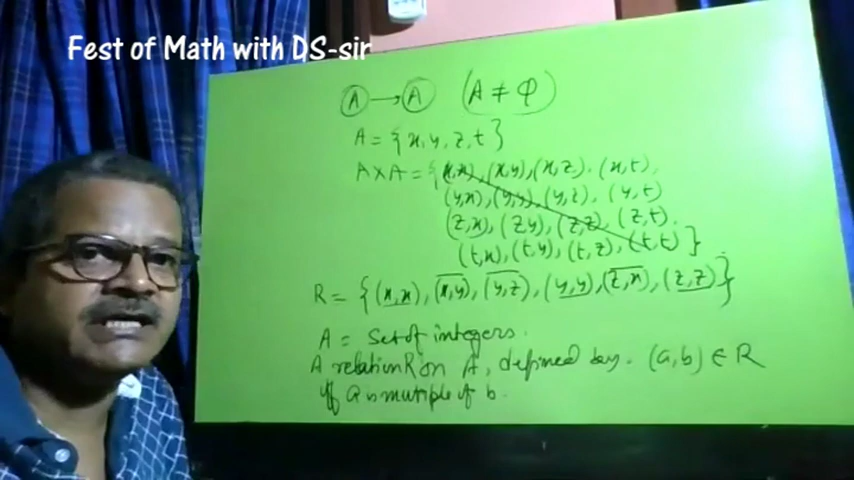 Fest of Math with DS-sir
A → A (A ≠ φ)
A = {x, y, z, t}
A×A = {(x,x), (x,y), (x,z), (x,t),
(y,x), (y,y), (y,z), (y,t)
(z,x), (z,y), (z,z), (z,t).
(t,x), (t,y), (t,z), (t,t)}
R = {(x,x), (x,y), (y,z), (y,y), (z,x), (z,z)}
A = Set of integers.
A relation R on A, defined by. (a,b) ∈ R
iff a is multiple of b.